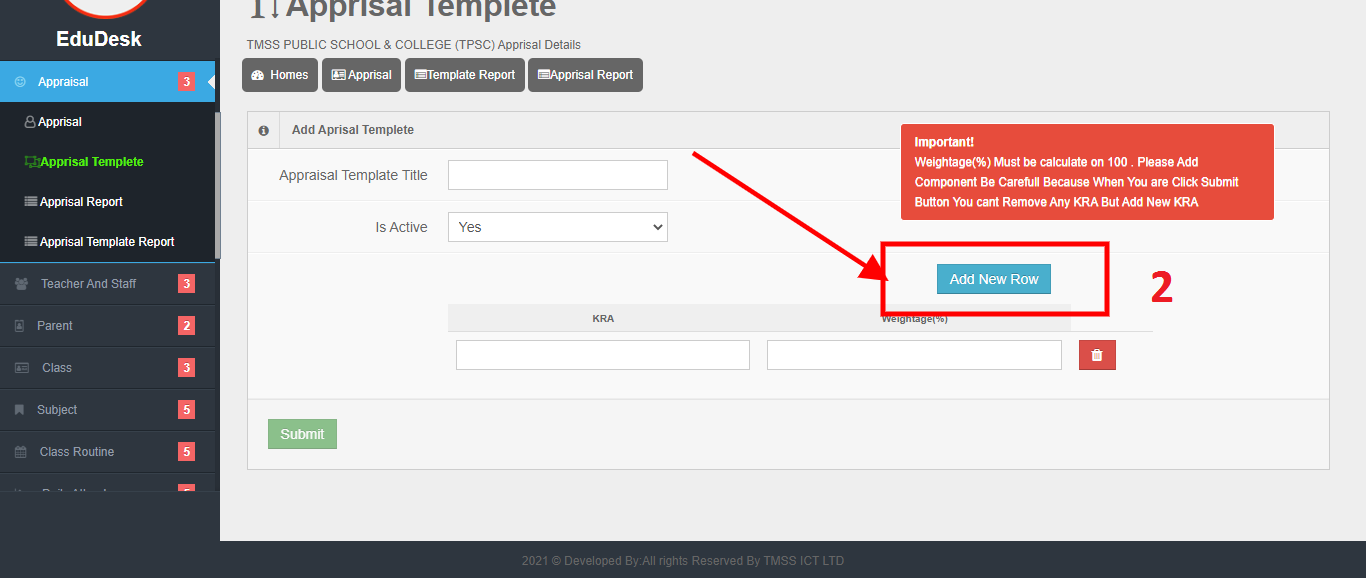 Apprisal Templete
EduDesk
TMSS PUBLIC SCHOOL & COLLEGE (TPSC) Apprisal Details
Homes
Apprisal
Template Report
Apprisal Report
Appraisal 3
Apprisal
Apprisal Templete
Apprisal Report
Apprisal Template Report
Teacher And Staff 3
Parent 2
Class 3
Subject 5
Class Routine 5
Add Aprisal Templete
Important!
Weightage(%) Must be calculate on 100 . Please Add
Component Be Carefull Because When You are Click Submit
Button You cant Remove Any KRA But Add New KRA
Appraisal Template Title
Is Active Yes
Add New Row
2
KRA Weightage(%)
Submit
2021 © Developed By:All rights Reserved By TMSS ICT LTD